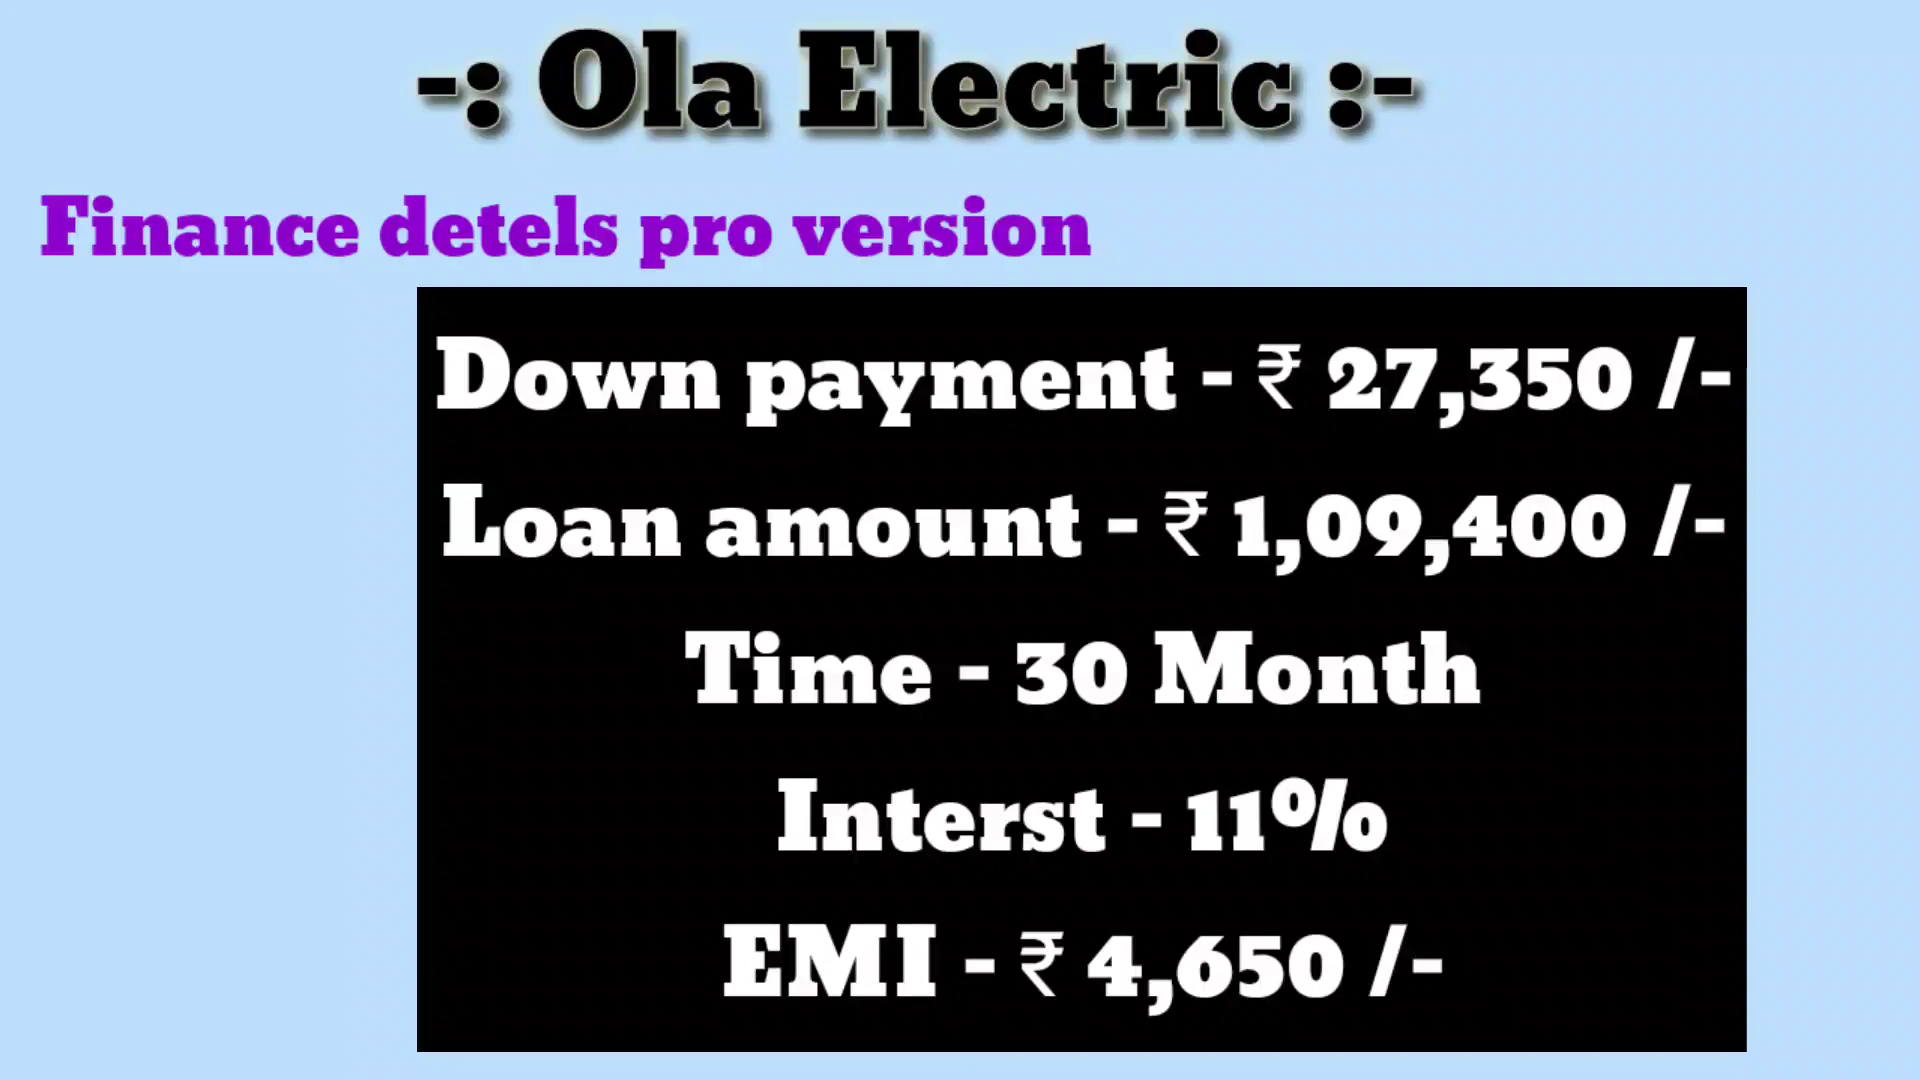 -: Ola Electric :-
Finance detels pro version
Down payment - ₹ 27,350 /-
Loan amount - ₹ 1,09,400 /-
Time - 30 Month
Interst - 11%
EMI - ₹ 4,650 /-